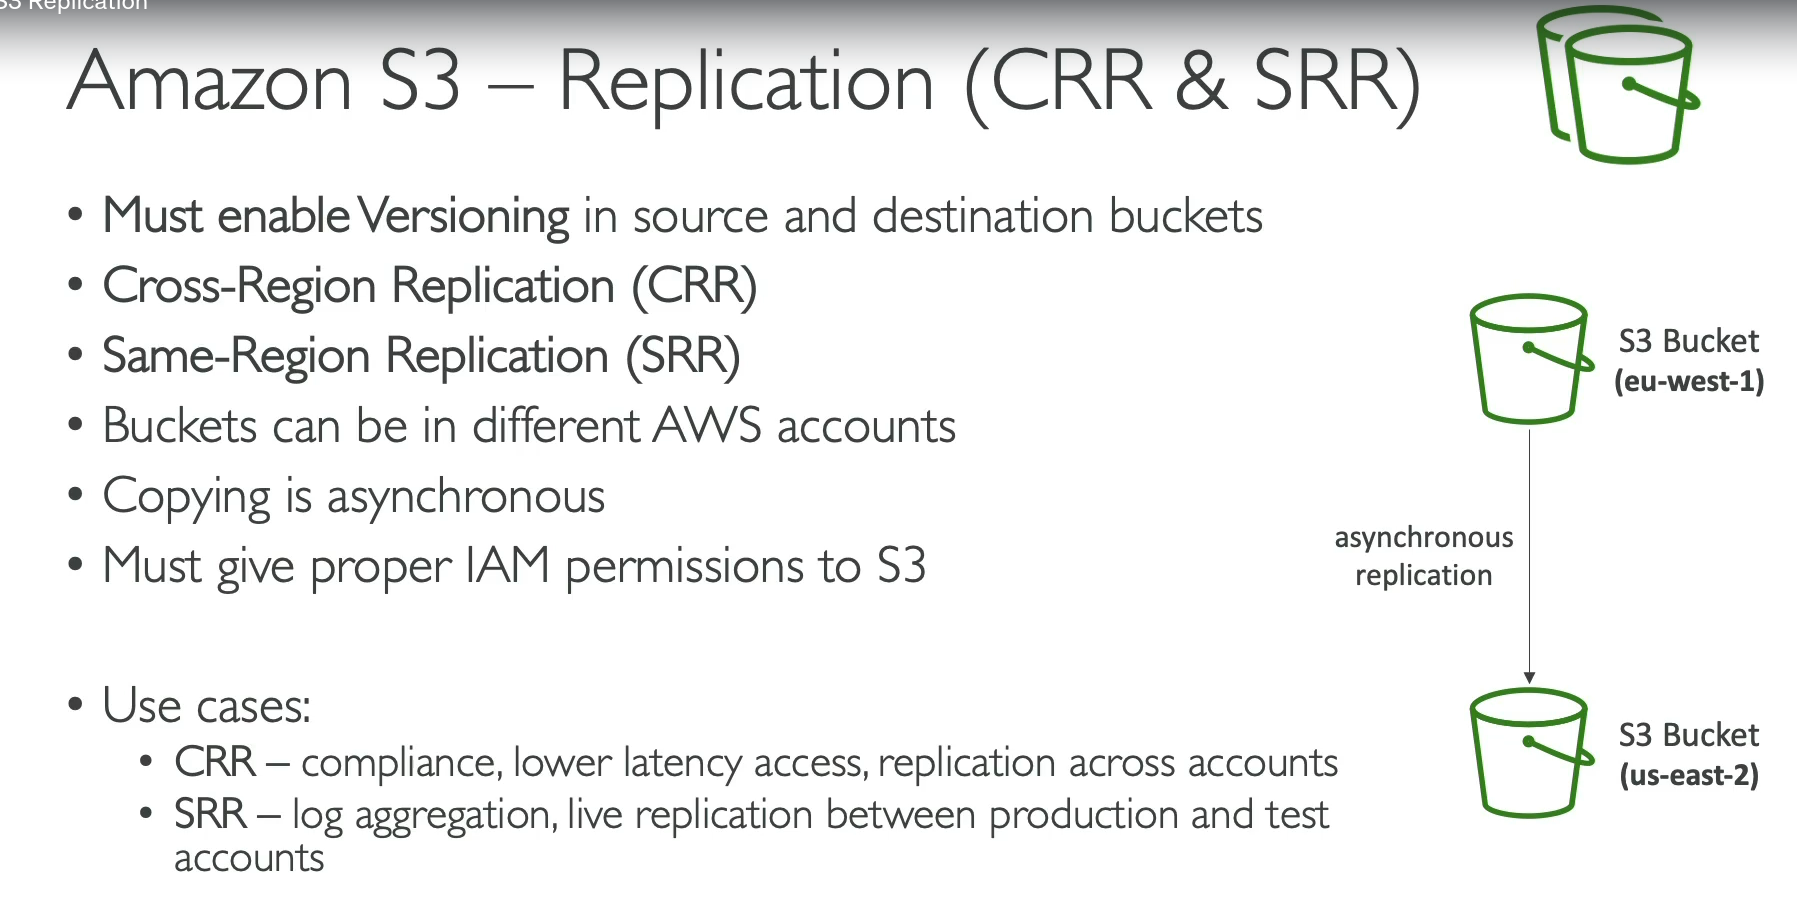 S3 Replication
Amazon S3 – Replication (CRR & SRR)
• Must enable Versioning in source and destination buckets
• Cross-Region Replication (CRR)
• Same-Region Replication (SRR)
• Buckets can be in different AWS accounts
• Copying is asynchronous
• Must give proper IAM permissions to S3
• Use cases:
• CRR – compliance, lower latency access, replication across accounts
• SRR – log aggregation, live replication between production and test
accounts
S3 Bucket
(eu-west-1)
asynchronous
replication
S3 Bucket
(us-east-2)